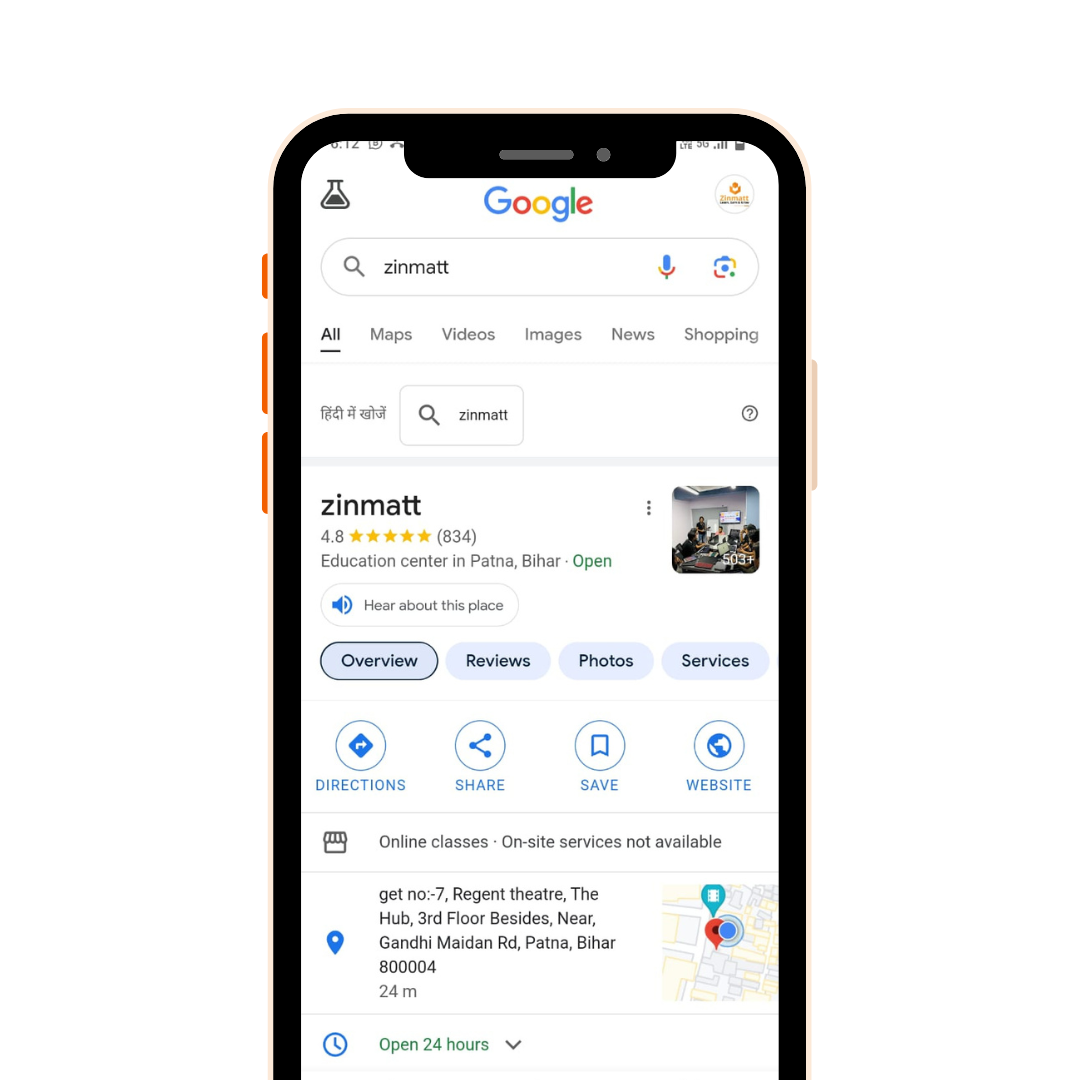 6:12
LTE 5G
Google
Zinmatt
zinmatt
All Maps Videos Images News Shopping
हिंदी में खोजें zinmatt
zinmatt
4.8 (834)
Education center in Patna, Bihar · Open
503+
Hear about this place
Overview Reviews Photos Services
DIRECTIONS SHARE SAVE WEBSITE
Online classes · On-site services not available
get no:-7, Regent theatre, The
Hub, 3rd Floor Besides, Near,
Gandhi Maidan Rd, Patna, Bihar
800004
24 m
Open 24 hours